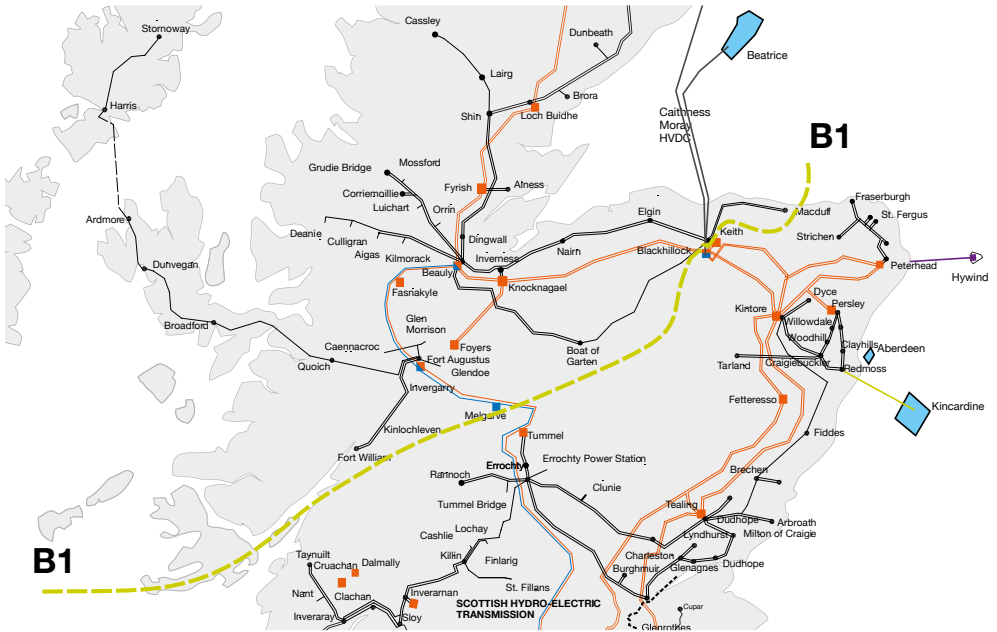 Cassley
Stornoway
Dunbeath
Beatrice
Lairg
Harris
Brora
Shin
Loch Buidhe
Caithness
Moray
HVDC
B1
Mossford
Grudie Bridge
Fyrish
Alness
Corriemoillie
Luichart
Orrin
Fraserburgh
Macduff
St. Fergus
Elgin
Ardmore
Deanie
Culligran
Dingwall
Keith
Strichen
Aigas
Nairn
Blackhillock
Kilmorack
Inverness
Dunvegan
Beauly
Peterhead
Hywind
Fasnakyle
Knocknagael
Dyce
Persley
Kintore
Glen
Morrison
Willowdale
Broadford
Woodhill
Caennacroc
Foyers
Boat of
Garten
Clayhills
Aberdeen
Fort Augustus
Quoich
Glendoe
Tarland
Craigiebuckler
Redmoss
Invergarry
Fetteresso
Kincardine
Melgarve
Kinlochleven
Tummel
Fiddes
Fort William
Errochty
Errochty Power Station
Rannoch
Brechen
Clunie
Tummel Bridge
Tealing
Dudhope
Arbroath
Lochay
Cashlie
Lyndhurst
Milton of Craigie
B1
Taynuilt
Killin
Finlarig
Charleston
Cruachan
Dalmally
Burghmuir
Glenagnes
Dudhope
St. Fillans
Nant
Clachan
Inverarnan
SCOTTISH HYDRO-ELECTRIC
TRANSMISSION
Cupar
Inveraray
Sloy
Glenrothes